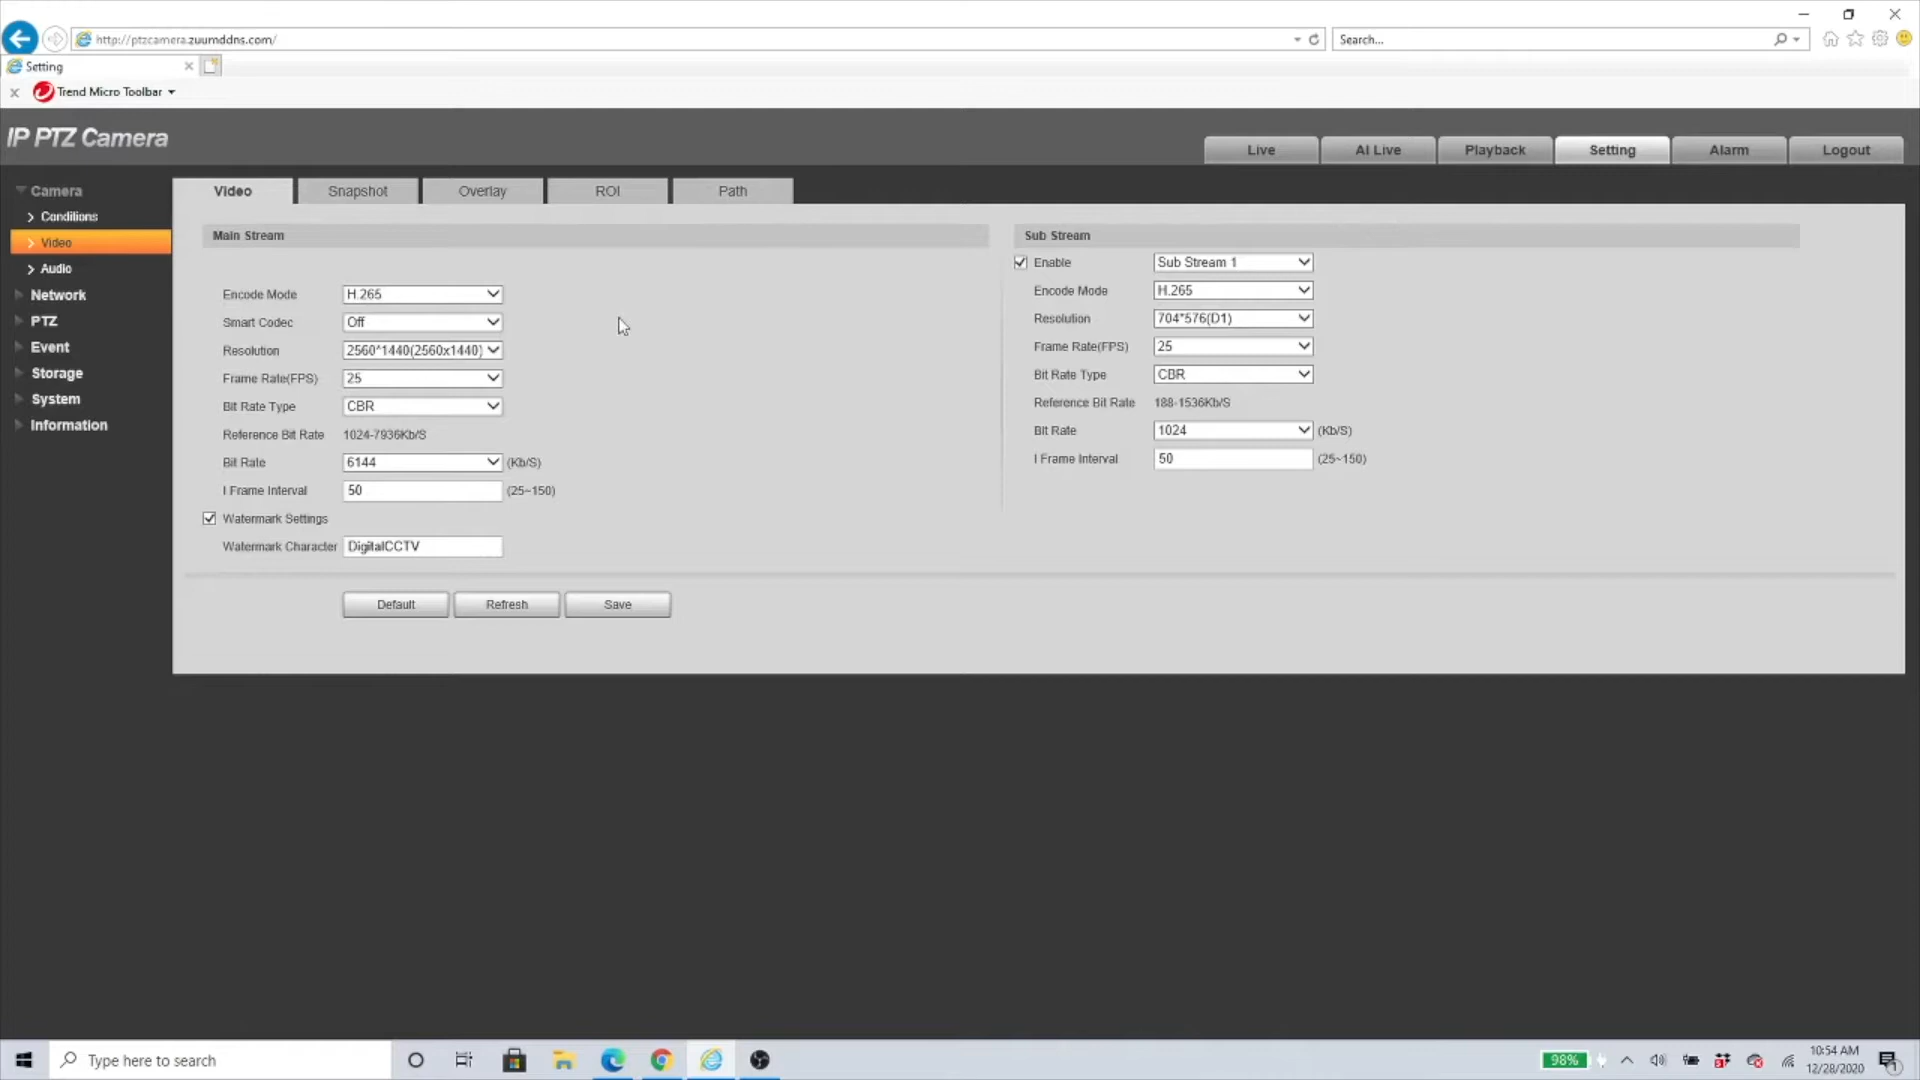 http://ptzcamera.zuumddns.com/
Search...
Setting
Trend Micro Toolbar
IP PTZ Camera
Live
AI Live
Playback
Setting
Alarm
Logout
Camera
Conditions
Video
Audio
Network
PTZ
Event
Storage
System
Information
Video
Snapshot
Overlay
ROI
Path
Main Stream
Encode Mode H.265
Smart Codec Off
Resolution 2560*1440(2560x1440)
Frame Rate(FPS) 25
Bit Rate Type CBR
Reference Bit Rate 1024-7936Kb/S
Bit Rate 6144 (Kb/S)
I Frame Interval 50 (25~150)
Watermark Settings
Watermark Character DigitalCCTV
Default
Refresh
Save
Sub Stream
Enable Sub Stream 1
Encode Mode H.265
Resolution 704*576(D1)
Frame Rate(FPS) 25
Bit Rate Type CBR
Reference Bit Rate 188-1536Kb/S
Bit Rate 1024 (Kb/S)
I Frame Interval 50 (25~150)
Type here to search
98%
10:54 AM
12/28/2020